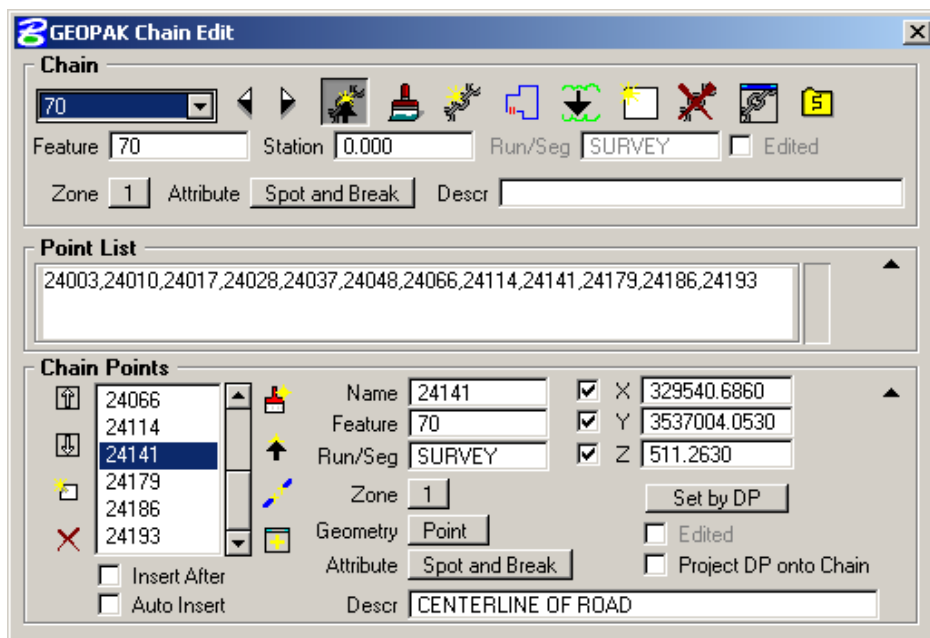 GEOPAK Chain Edit
Chain
70
Feature 70 Station 0.000 Run/Seg SURVEY Edited
Zone 1 Attribute Spot and Break Descr
Point List
24003,24010,24017,24028,24037,24048,24066,24114,24141,24179,24186,24193
Chain Points
24066 Name 24141 X 329540.6860
24114 Feature 70 Y 3537004.0530
24141 Run/Seg SURVEY Z 511.2630
24179 Zone 1 Set by DP
24186 Geometry Point Edited
24193 Attribute Spot and Break Project DP onto Chain
Insert After
Auto Insert Descr CENTERLINE OF ROAD